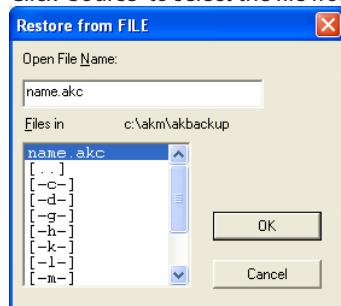 Restore from FILE
Open File Name:
name.akc
Files in c:\akm\akbackup
name.akc
[..]
[-c-]
[-d-]
[-g-]
[-h-]
[-k-]
[-l-]
[-m-]
OK
Cancel